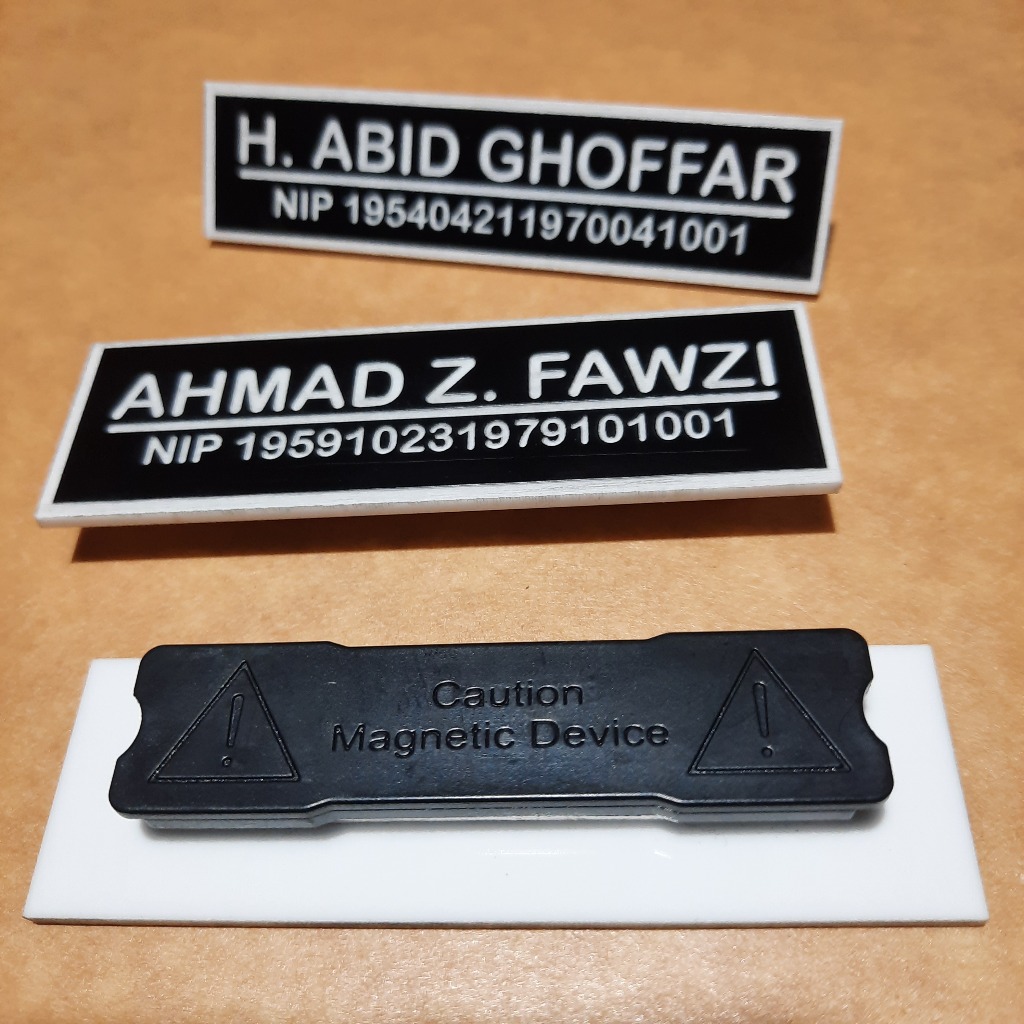 H. ABID GHOFFAR
NIP 195404211970041001
AHMAD Z. FAWZI
NIP 195910231979101001
Caution
Magnetic Device